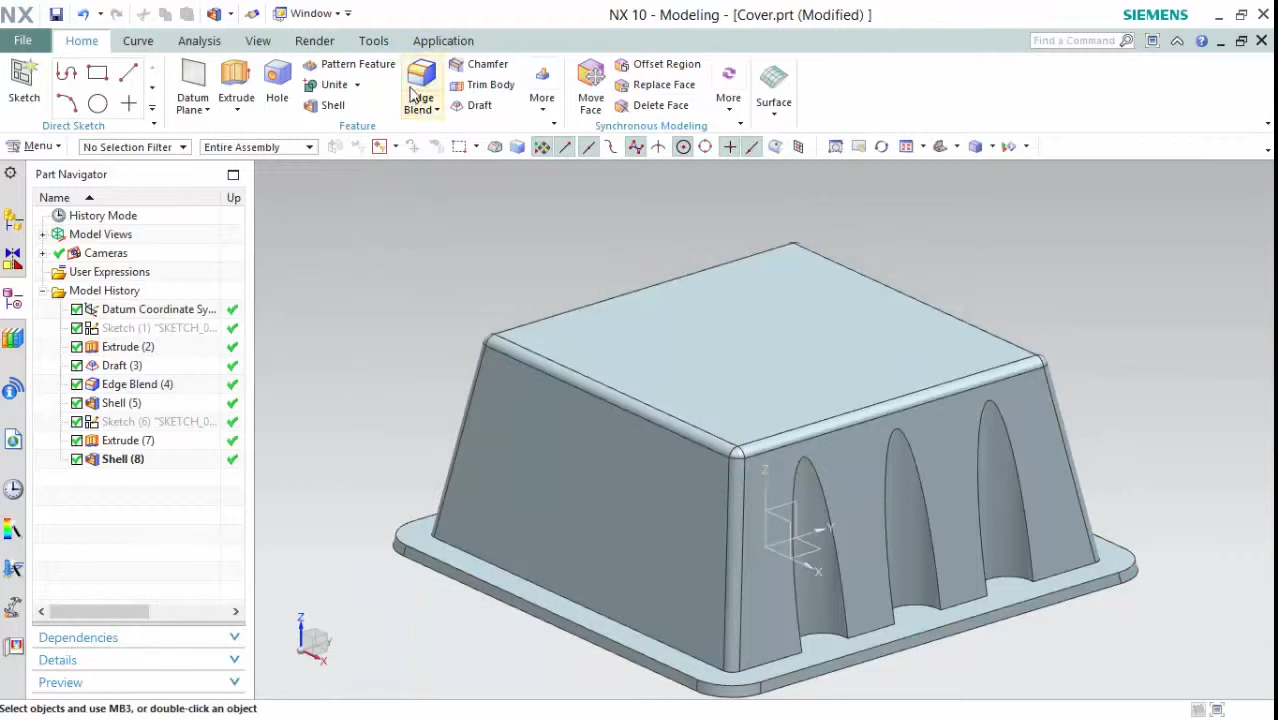 NX Window NX 10 - Modeling - [Cover.prt (Modified) ] SIEMENS
File Home Curve Analysis View Render Tools Application Find a Command
Sketch Datum Plane Extrude Hole Pattern Feature Unite Shell Edge Blend Chamfer Trim Body Draft More Move Face Offset Region Replace Face Delete Face More Surface
Direct Sketch Feature Synchronous Modeling
Menu No Selection Filter Entire Assembly
Part Navigator
Name Up
History Mode
Model Views
Cameras
User Expressions
Model History
Datum Coordinate Sy...
Sketch (1) "SKETCH_0...
Extrude (2)
Draft (3)
Edge Blend (4)
Shell (5)
Sketch (6) "SKETCH_0...
Extrude (7)
Shell (8)
Dependencies
Details
Preview
Z
Y
X
Z
Y
X
Select objects and use MB3, or double-click an object